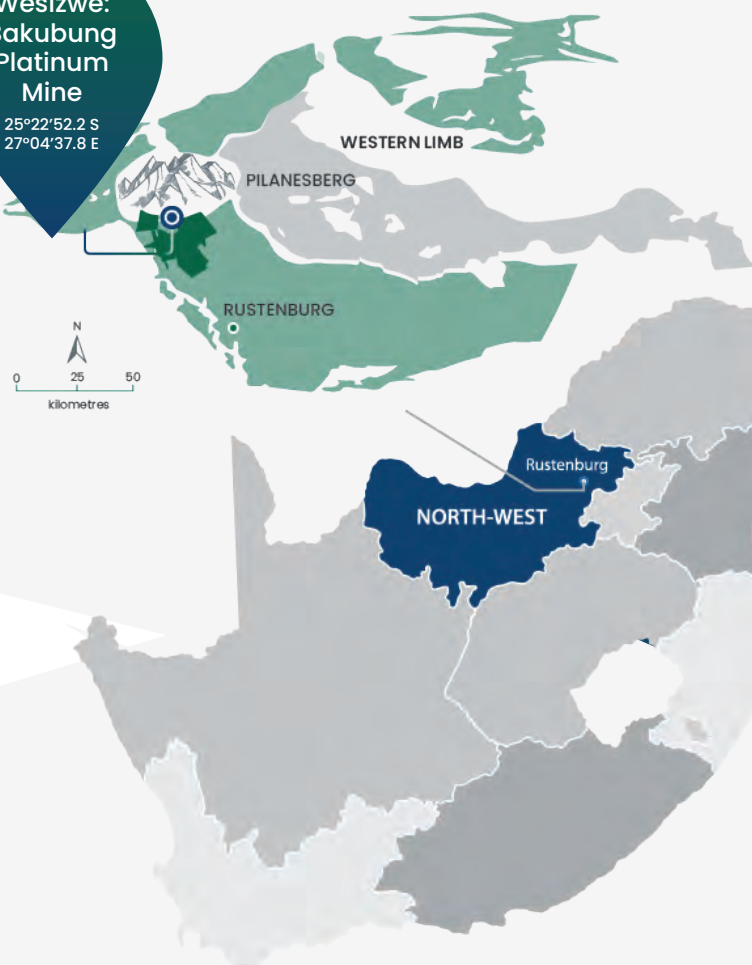 Wesizwe:
Bakubung
Platinum
Mine
25°22'52.2 S
27°04'37.8 E
WESTERN LIMB
PILANESBERG
RUSTENBURG
N
0 25 50
kilometres
Rustenburg
NORTH-WEST